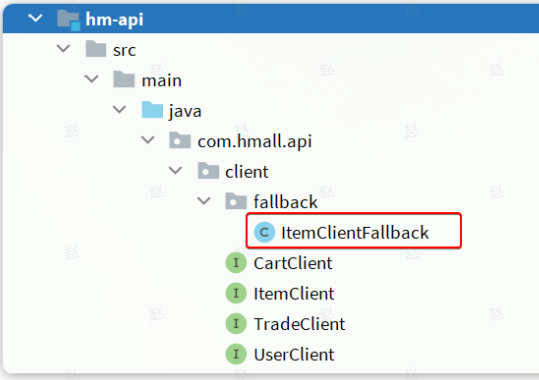 hm-api
src
main
java
com.hmall.api
client
fallback
C ItemClientFallback
I CartClient
I ItemClient
I TradeClient
I UserClient